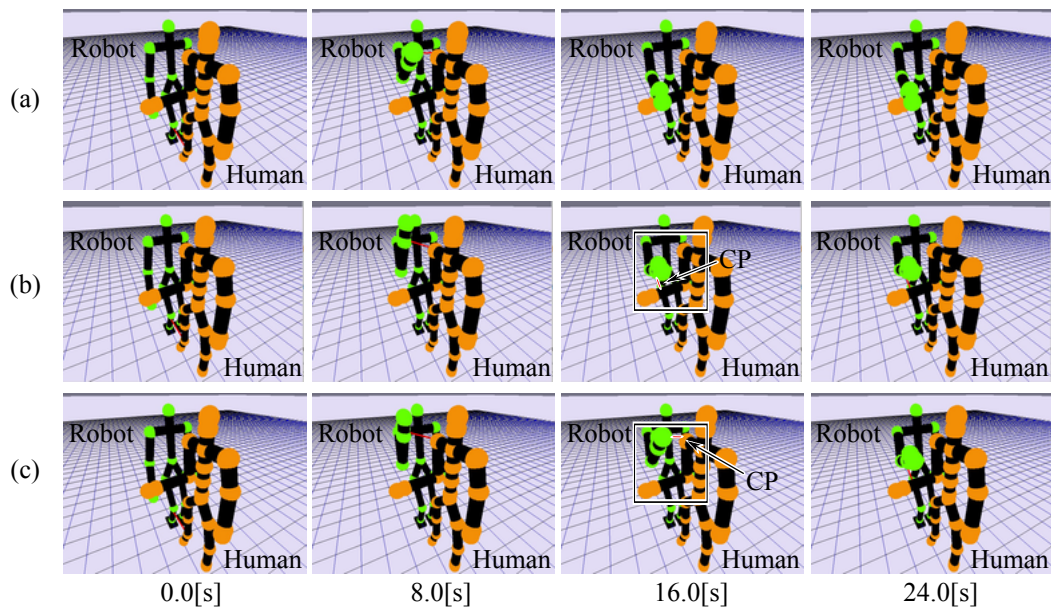 Robot Robot Robot Robot
(a)
Human Human Human Human
Robot Robot Robot Robot
CP
(b)
Human Human Human Human
Robot Robot Robot Robot
(c)
CP
Human Human Human Human
0.0[s] 8.0[s] 16.0[s] 24.0[s]